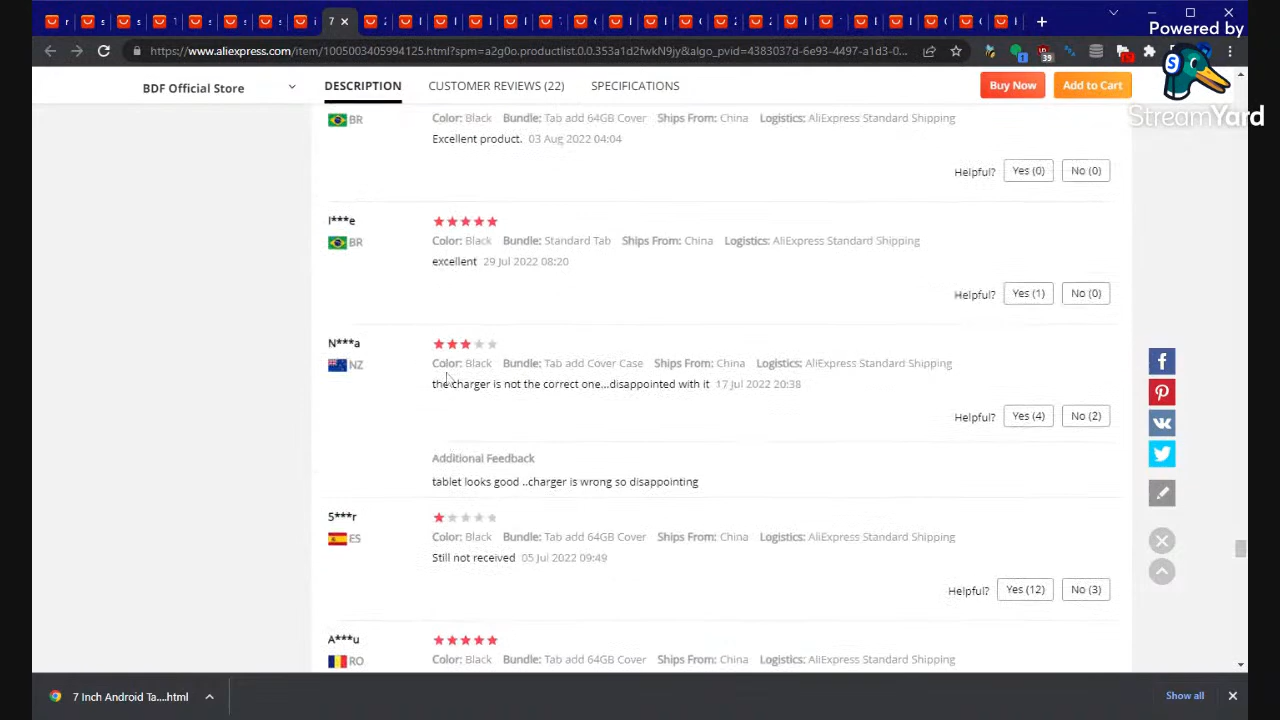 7
Powered by
https://www.aliexpress.com/item/1005003405994125.html?spm=a2g0o.productlist.0.0.353a1d2fwkN9jy&algo_pvid=4383037d-6e93-4497-a1d3-0...
39
StreamYard
BDF Official Store
DESCRIPTION
CUSTOMER REVIEWS (22)
SPECIFICATIONS
Buy Now
Add to Cart
BR
Color: Black Bundle: Tab add 64GB Cover Ships From: China Logistics: AliExpress Standard Shipping
Excellent product. 03 Aug 2022 04:04
Helpful? Yes (0) No (0)
I***e
BR
Color: Black Bundle: Standard Tab Ships From: China Logistics: AliExpress Standard Shipping
excellent 29 Jul 2022 08:20
Helpful? Yes (1) No (0)
N***a
NZ
Color: Black Bundle: Tab add Cover Case Ships From: China Logistics: AliExpress Standard Shipping
the charger is not the correct one...disappointed with it 17 Jul 2022 20:38
Helpful? Yes (4) No (2)
Additional Feedback
tablet looks good ..charger is wrong so disappointing
5***r
ES
Color: Black Bundle: Tab add 64GB Cover Ships From: China Logistics: AliExpress Standard Shipping
Still not received 05 Jul 2022 09:49
Helpful? Yes (12) No (3)
A***u
RO
Color: Black Bundle: Tab add 64GB Cover Ships From: China Logistics: AliExpress Standard Shipping
7 Inch Android Ta....html
Show all